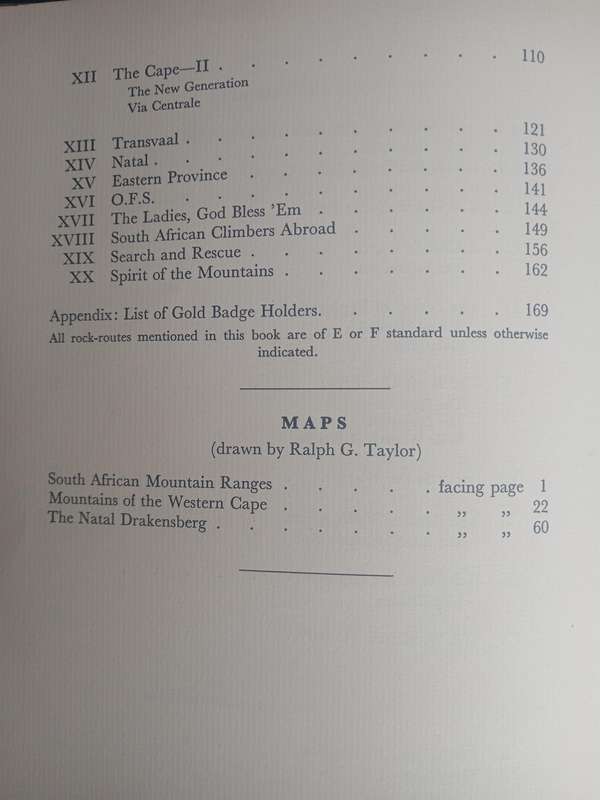 XII The Cape—II . . . . . . . . 110
The New Generation
Via Centrale
XIII Transvaal . . . . . . . . 121
XIV Natal . . . . . . . . . 130
XV Eastern Province . . . . . . . 136
XVI O.F.S. . . . . . . . . 141
XVII The Ladies, God Bless ’Em . . . . . 144
XVIII South African Climbers Abroad . . . . . 149
XIX Search and Rescue . . . . . . . 156
XX Spirit of the Mountains . . . . . . 162
Appendix: List of Gold Badge Holders. . . . . . 169
All rock-routes mentioned in this book are of E or F standard unless otherwise
indicated.
MAPS
(drawn by Ralph G. Taylor)
South African Mountain Ranges . . . . . facing page 1
Mountains of the Western Cape . . . . . ,, ,, 22
The Natal Drakensberg . . . . . . . ,, ,, 60